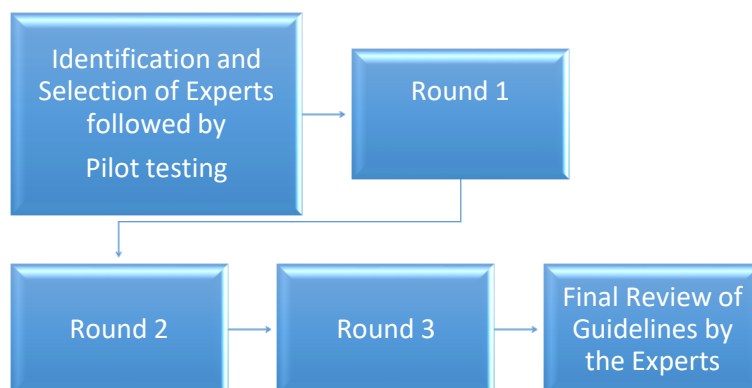 Identification and
Selection of Experts
followed by
Pilot testing
Round 1
Round 2
Round 3
Final Review of
Guidelines by
the Experts